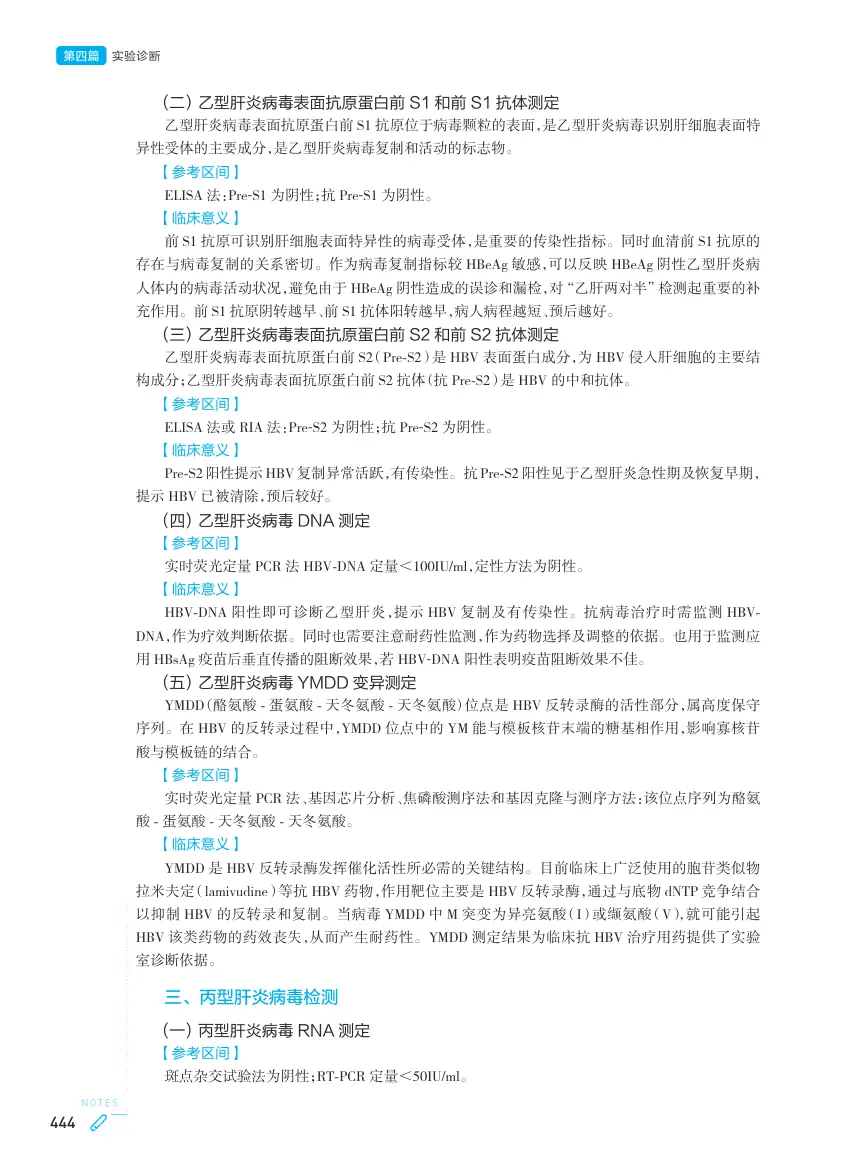 第四篇 实验诊断
（二）乙型肝炎病毒表面抗原蛋白前 S1 和前 S1 抗体测定
乙型肝炎病毒表面抗原蛋白前 S1 抗原位于病毒颗粒的表面，是乙型肝炎病毒识别肝细胞表面特
异性受体的主要成分，是乙型肝炎病毒复制和活动的标志物。
【参考区间】
ELISA 法：Pre-S1 为阴性；抗 Pre-S1 为阴性。
【临床意义】
前 S1 抗原可识别肝细胞表面特异性的病毒受体，是重要的传染性指标。同时血清前 S1 抗原的
存在与病毒复制的关系密切。作为病毒复制指标较 HBeAg 敏感，可以反映 HBeAg 阴性乙型肝炎病
人体内的病毒活动状况，避免由于 HBeAg 阴性造成的误诊和漏检，对“乙肝两对半”检测起重要的补
充作用。前 S1 抗原阴转越早、前 S1 抗体阳转越早，病人病程越短、预后越好。
（三）乙型肝炎病毒表面抗原蛋白前 S2 和前 S2 抗体测定
乙型肝炎病毒表面抗原蛋白前 S2（Pre-S2）是 HBV 表面蛋白成分，为 HBV 侵入肝细胞的主要结
构成分；乙型肝炎病毒表面抗原蛋白前 S2 抗体（抗 Pre-S2）是 HBV 的中和抗体。
【参考区间】
ELISA 法或 RIA 法：Pre-S2 为阴性；抗 Pre-S2 为阴性。
【临床意义】
Pre-S2 阳性提示 HBV 复制异常活跃，有传染性。抗 Pre-S2 阳性见于乙型肝炎急性期及恢复早期，
提示 HBV 已被清除，预后较好。
（四）乙型肝炎病毒 DNA 测定
【参考区间】
实时荧光定量 PCR 法 HBV-DNA 定量＜100IU/ml，定性方法为阴性。
【临床意义】
HBV-DNA 阳性即可诊断乙型肝炎，提示 HBV 复制及有传染性。抗病毒治疗时需监测 HBV-
DNA，作为疗效判断依据。同时也需要注意耐药性监测，作为药物选择及调整的依据。也用于监测应
用 HBsAg 疫苗后垂直传播的阻断效果，若 HBV-DNA 阳性表明疫苗阻断效果不佳。
（五）乙型肝炎病毒 YMDD 变异测定
YMDD（酪氨酸 - 蛋氨酸 - 天冬氨酸 - 天冬氨酸）位点是 HBV 反转录酶的活性部分，属高度保守
序列。在 HBV 的反转录过程中，YMDD 位点中的 YM 能与模板核苷末端的糖基相作用，影响寡核苷
酸与模板链的结合。
【参考区间】
实时荧光定量 PCR 法、基因芯片分析、焦磷酸测序法和基因克隆与测序方法：该位点序列为酪氨
酸 - 蛋氨酸 - 天冬氨酸 - 天冬氨酸。
【临床意义】
YMDD 是 HBV 反转录酶发挥催化活性所必需的关键结构。目前临床上广泛使用的胞苷类似物
拉米夫定（lamivudine）等抗 HBV 药物，作用靶位主要是 HBV 反转录酶，通过与底物 dNTP 竞争结合
以抑制 HBV 的反转录和复制。当病毒 YMDD 中 M 突变为异亮氨酸（I）或缬氨酸（V），就可能引起
HBV 该类药物的药效丧失，从而产生耐药性。YMDD 测定结果为临床抗 HBV 治疗用药提供了实验
室诊断依据。
三、丙型肝炎病毒检测
（一）丙型肝炎病毒 RNA 测定
【参考区间】
斑点杂交试验法为阴性；RT-PCR 定量＜50IU/ml。
NOTES
444